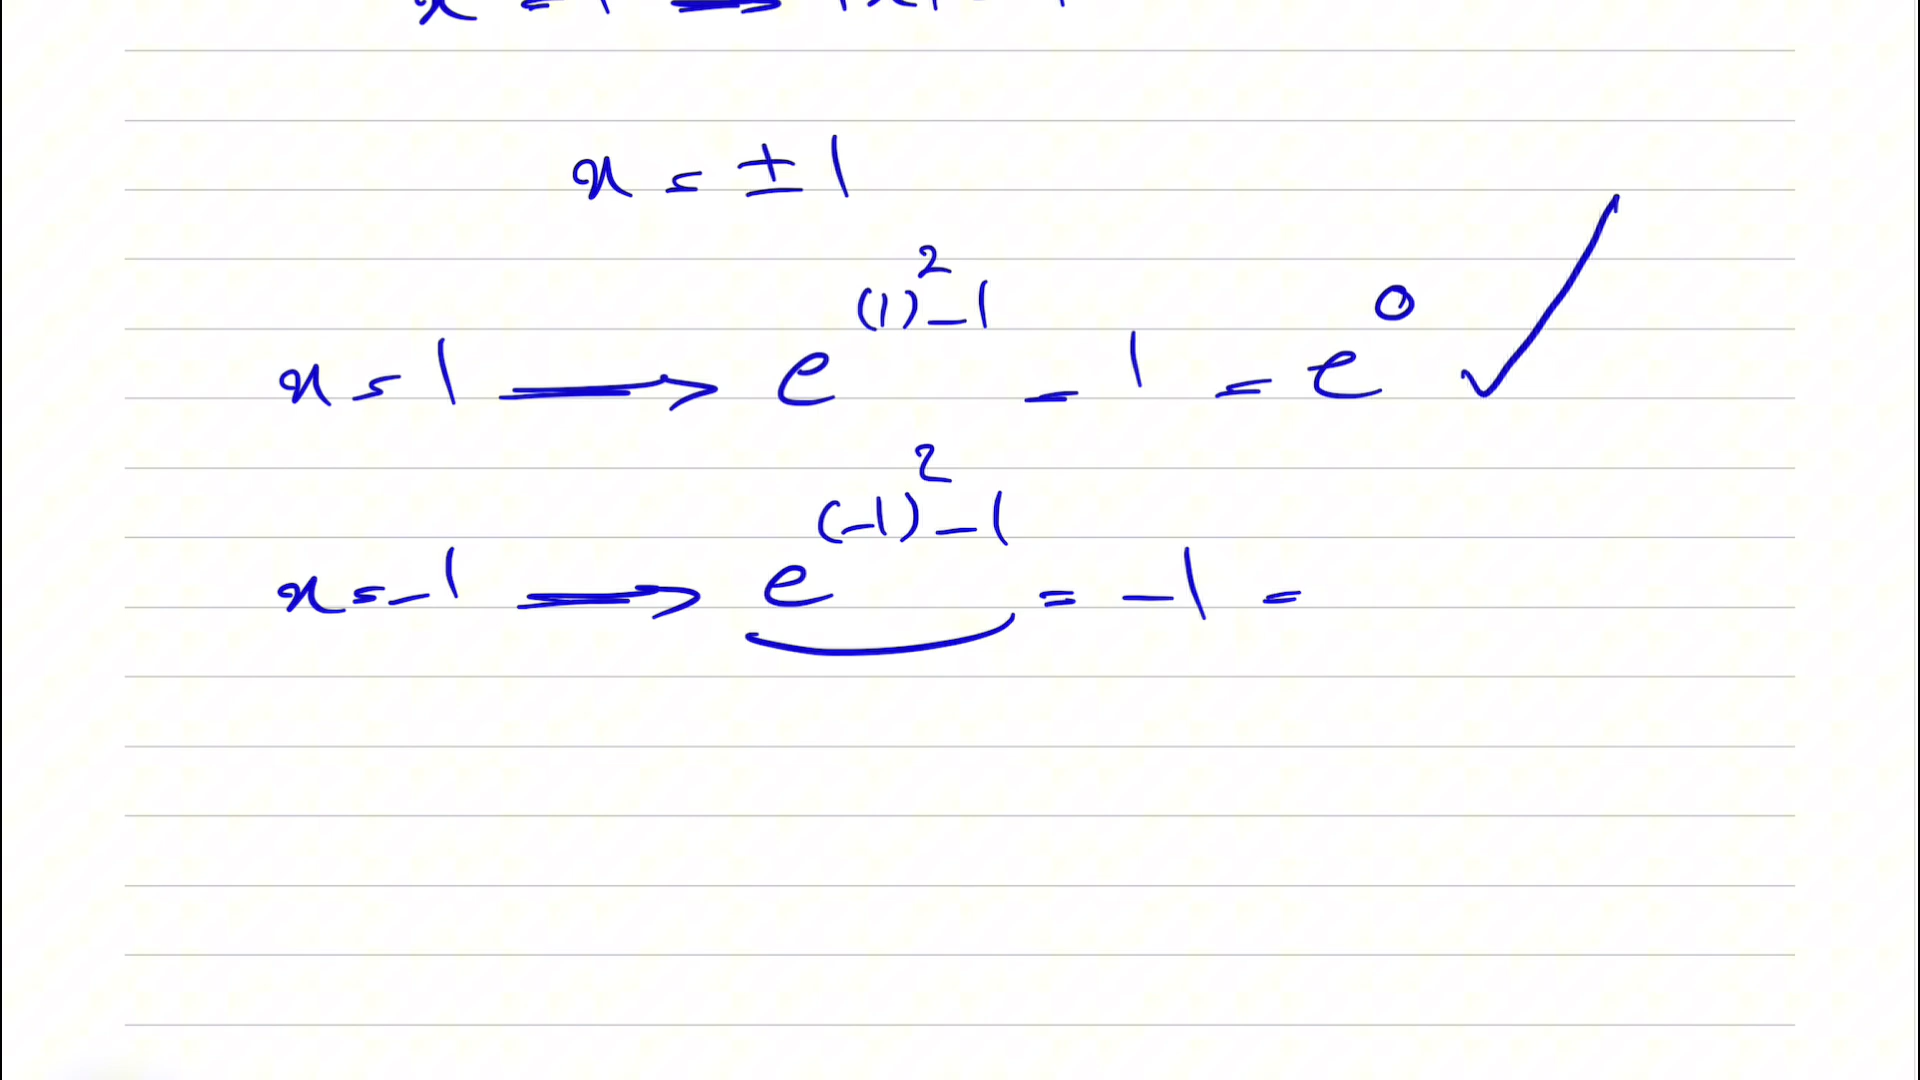 x = ± 1
x = 1 ⟹ e^{(1)^2 - 1} = 1 = e^0 ✓
x = -1 ⟹ e^{(-1)^2 - 1} = -1 =